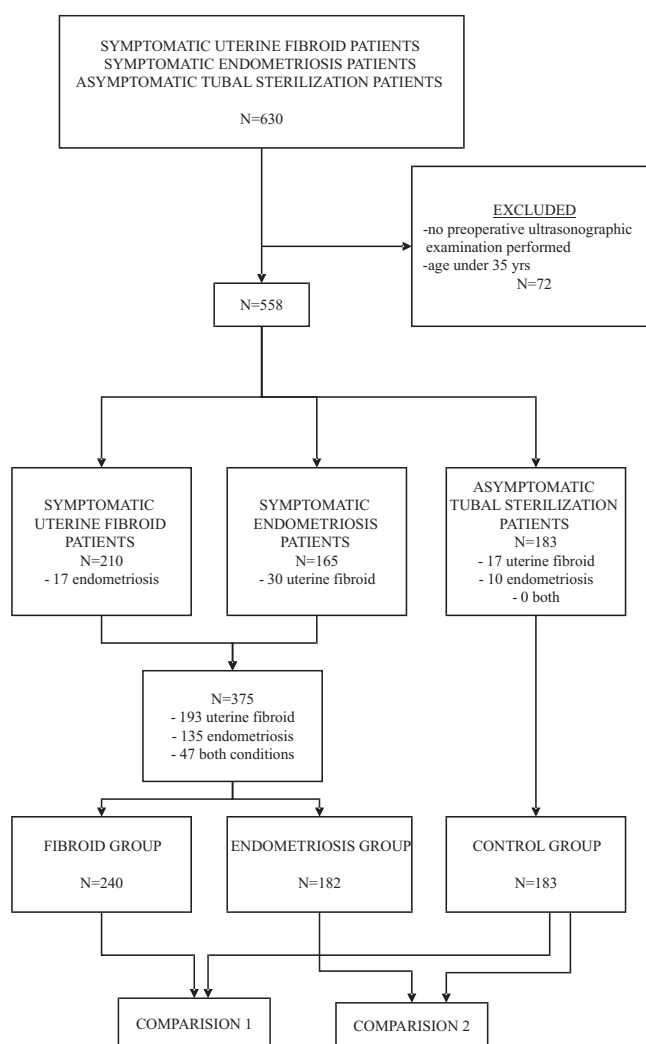 SYMPTOMATIC UTERINE FIBROID PATIENTS
SYMPTOMATIC ENDOMETRIOSIS PATIENTS
ASYMPTOMATIC TUBAL STERILIZATION PATIENTS
N=630
EXCLUDED
-no preoperative ultrasonographic
examination performed
-age under 35 yrs
N=72
N=558
SYMPTOMATIC
UTERINE FIBROID
PATIENTS
N=210
- 17 endometriosis
SYMPTOMATIC
ENDOMETRIOSIS
PATIENTS
N=165
- 30 uterine fibroid
ASYMPTOMATIC
TUBAL STERILIZATION
PATIENTS
N=183
- 17 uterine fibroid
- 10 endometriosis
- 0 both
N=375
- 193 uterine fibroid
- 135 endometriosis
- 47 both conditions
FIBROID GROUP
N=240
ENDOMETRIOSIS GROUP
N=182
CONTROL GROUP
N=183
COMPARISION 1
COMPARISION 2